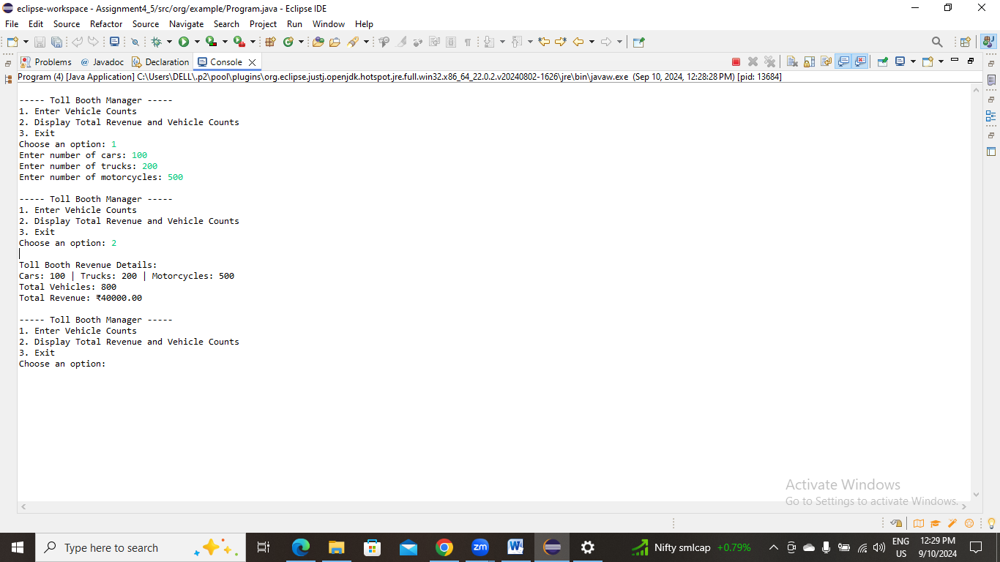 eclipse-workspace - Assignment4_5/src/org/example/Program.java - Eclipse IDE
File Edit Source Refactor Source Navigate Search Project Run Window Help
Problems @ Javadoc Declaration Console
Program (4) [Java Application] C:\Users\DELL\.p2\pool\plugins\org.eclipse.justj.openjdk.hotspot.jre.full.win32.x86_64_22.0.2.v20240802-1626\jre\bin\javaw.exe (Sep 10, 2024, 12:28:28 PM) [pid: 13684]
----- Toll Booth Manager -----
1. Enter Vehicle Counts
2. Display Total Revenue and Vehicle Counts
3. Exit
Choose an option: 1
Enter number of cars: 100
Enter number of trucks: 200
Enter number of motorcycles: 500
----- Toll Booth Manager -----
1. Enter Vehicle Counts
2. Display Total Revenue and Vehicle Counts
3. Exit
Choose an option: 2
Toll Booth Revenue Details:
Cars: 100 | Trucks: 200 | Motorcycles: 500
Total Vehicles: 800
Total Revenue: ₹40000.00
----- Toll Booth Manager -----
1. Enter Vehicle Counts
2. Display Total Revenue and Vehicle Counts
3. Exit
Choose an option:
Activate Windows
Go to Settings to activate Windows.
Type here to search
zm
W
Nifty smlcap +0.79%
ENG
US
12:29 PM
9/10/2024